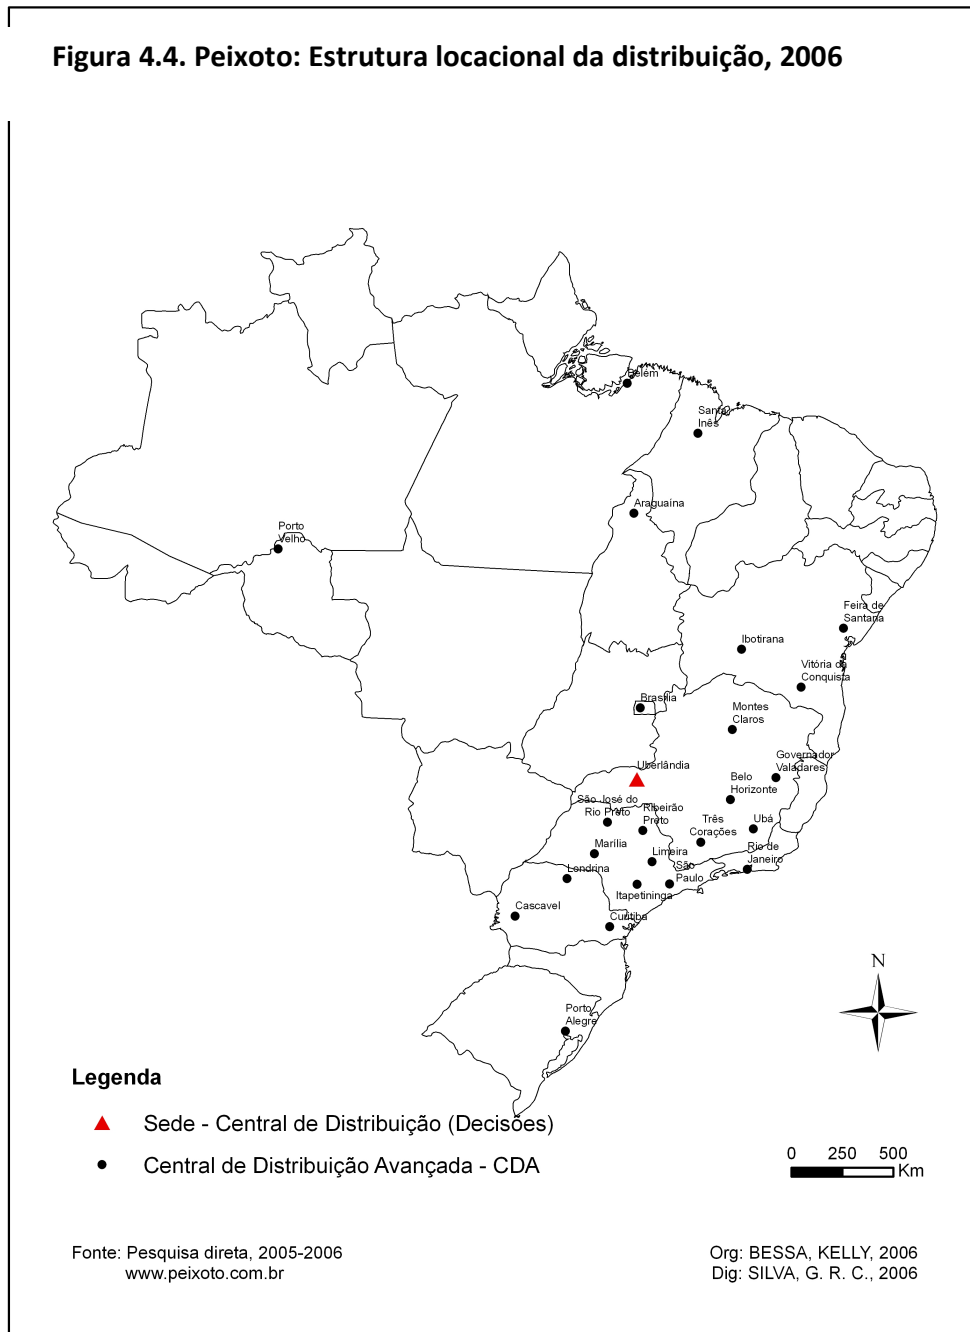 Figura 4.4. Peixoto: Estrutura locacional da distribuição, 2006
Belém
Santa
Inês
Araguaína
Porto
Velho
Feira de
Santana
Ibotirana
Vitória da
Conquista
Brasília
Montes
Claros
Governador
Valadares
Uberlândia
Belo
Horizonte
São José do
Rio Preto
Ribeirão
Preto
Três
Corações
Ubá
Rio de
Janeiro
Marília
Limeira
São
Paulo
Londrina
Itapetininga
Cascavel
Curitiba
N
Porto
Alegre
Legenda
Sede - Central de Distribuição (Decisões)
Central de Distribuição Avançada - CDA
0 250 500
Km
Fonte: Pesquisa direta, 2005-2006
www.peixoto.com.br
Org: BESSA, KELLY, 2006
Dig: SILVA, G. R. C., 2006